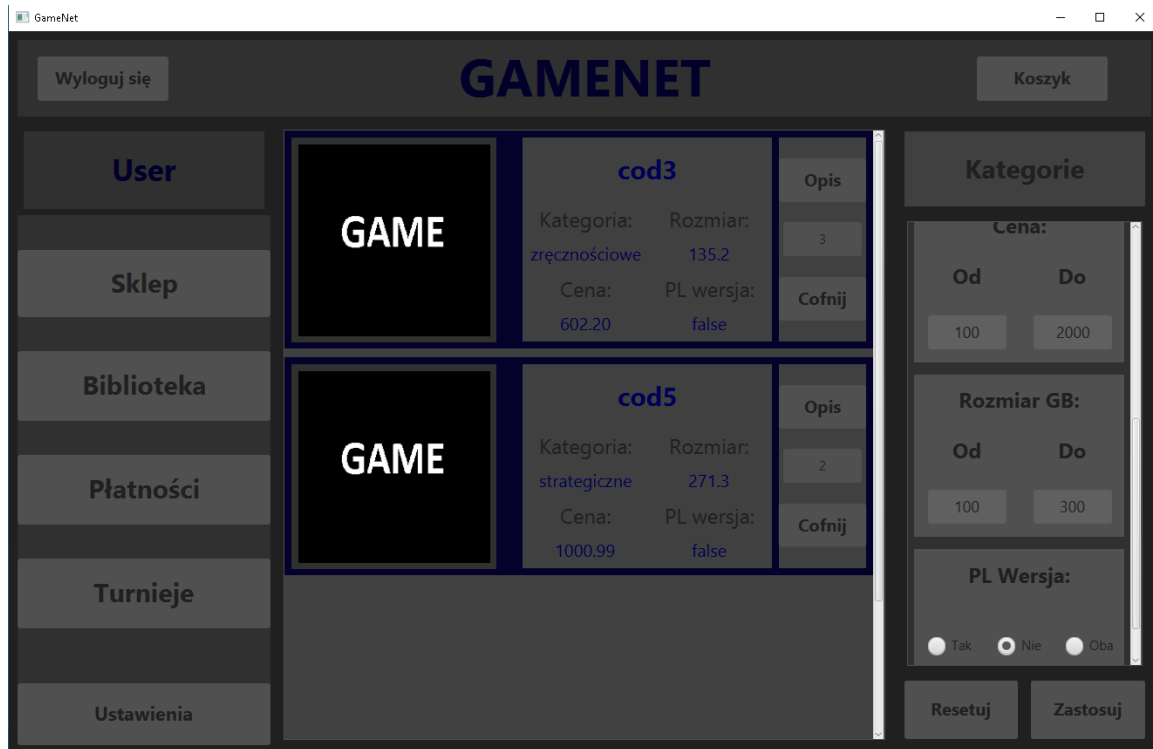 GameNet
Wyloguj się
GAMENET
Koszyk
User
Sklep
Biblioteka
Płatności
Turnieje
Ustawienia
GAME
cod3
Kategoria: Rozmiar:
zręcznościowe 135.2
Cena: PL wersja:
602.20 false
Opis
3
Cofnij
GAME
cod5
Kategoria: Rozmiar:
strategiczne 271.3
Cena: PL wersja:
1000.99 false
Opis
2
Cofnij
Kategorie
Cena:
Od Do
100 2000
Rozmiar GB:
Od Do
100 300
PL Wersja:
Tak Nie Oba
Resetuj Zastosuj